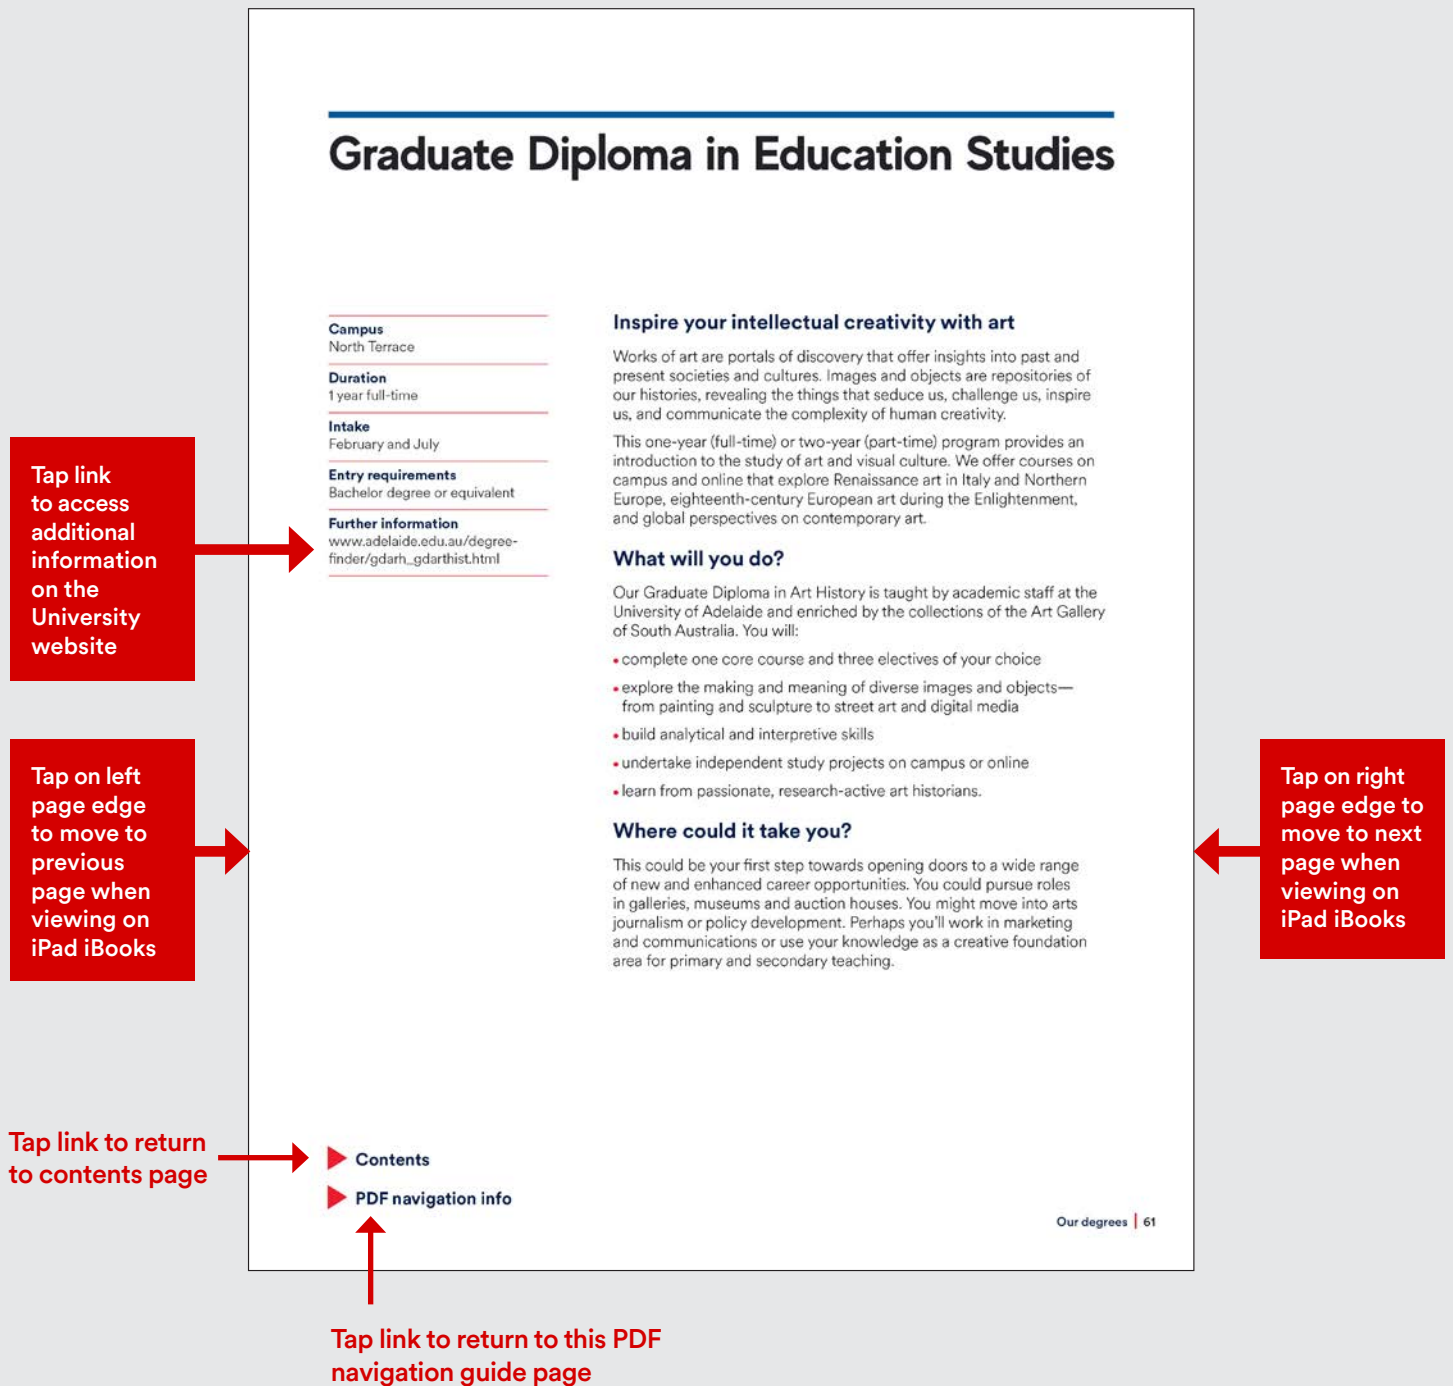 Graduate Diploma in Education Studies
Campus
North Terrace
Duration
1 year full-time
Intake
February and July
Entry requirements
Bachelor degree or equivalent
Further information
www.adelaide.edu.au/degree-
finder/gdarh_gdarthist.html
Inspire your intellectual creativity with art
Works of art are portals of discovery that offer insights into past and
present societies and cultures. Images and objects are repositories of
our histories, revealing the things that seduce us, challenge us, inspire
us, and communicate the complexity of human creativity.
This one-year (full-time) or two-year (part-time) program provides an
introduction to the study of art and visual culture. We offer courses on
campus and online that explore Renaissance art in Italy and Northern
Europe, eighteenth-century European art during the Enlightenment,
and global perspectives on contemporary art.
What will you do?
Our Graduate Diploma in Art History is taught by academic staff at the
University of Adelaide and enriched by the collections of the Art Gallery
of South Australia. You will:
• complete one core course and three electives of your choice
• explore the making and meaning of diverse images and objects—
from painting and sculpture to street art and digital media
• build analytical and interpretive skills
• undertake independent study projects on campus or online
• learn from passionate, research-active art historians.
Where could it take you?
This could be your first step towards opening doors to a wide range
of new and enhanced career opportunities. You could pursue roles
in galleries, museums and auction houses. You might move into arts
journalism or policy development. Perhaps you'll work in marketing
and communications or use your knowledge as a creative foundation
area for primary and secondary teaching.
Tap link
to access
additional
information
on the
University
website
Tap on left
page edge
to move to
previous
page when
viewing on
iPad iBooks
Tap on right
page edge to
move to next
page when
viewing on
iPad iBooks
Tap link to return
to contents page
Contents
PDF navigation info
Our degrees | 61
Tap link to return to this PDF
navigation guide page